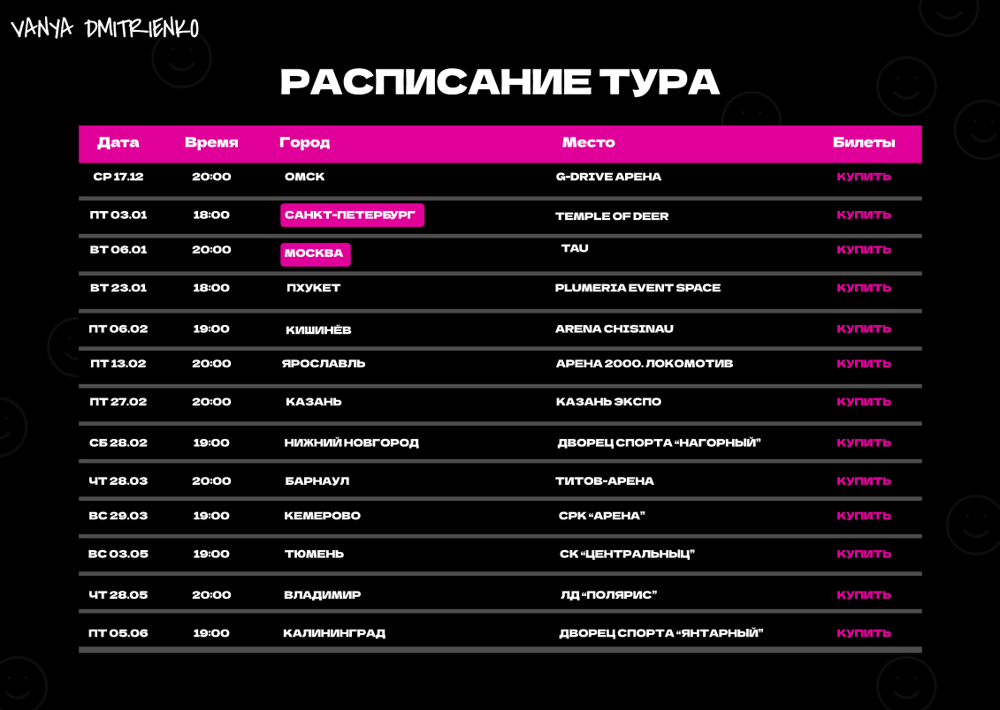 VANYA DMITRIENKO
РАСПИСАНИЕ ТУРА
Дата Время Город Место Билеты
СР 17.12 20:00 ОМСК G-DRIVE АРЕНА КУПИТЬ
ПТ 03.01 18:00 САНКТ-ПЕТЕРБУРГ TEMPLE OF DEER КУПИТЬ
ВТ 06.01 20:00 МОСКВА TAU КУПИТЬ
ВТ 23.01 18:00 ПХУКЕТ PLUMERIA EVENT SPACE КУПИТЬ
ПТ 06.02 19:00 КИШИНЁВ ARENA CHISINAU КУПИТЬ
ПТ 13.02 20:00 ЯРОСЛАВЛЬ АРЕНА 2000. ЛОКОМОТИВ КУПИТЬ
ПТ 27.02 20:00 КАЗАНЬ КАЗАНЬ ЭКСПО КУПИТЬ
СБ 28.02 19:00 НИЖНИЙ НОВГОРОД ДВОРЕЦ СПОРТА “НАГОРНЫЙ” КУПИТЬ
ЧТ 28.03 20:00 БАРНАУЛ ТИТОВ-АРЕНА КУПИТЬ
ВС 29.03 19:00 КЕМЕРОВО СРК “АРЕНА” КУПИТЬ
ВС 03.05 19:00 ТЮМЕНЬ СК “ЦЕНТРАЛЬНЫЦ” КУПИТЬ
ЧТ 28.05 20:00 ВЛАДИМИР ЛД “ПОЛЯРИС” КУПИТЬ
ПТ 05.06 19:00 КАЛИНИНГРАД ДВОРЕЦ СПОРТА “ЯНТАРНЫЙ” КУПИТЬ